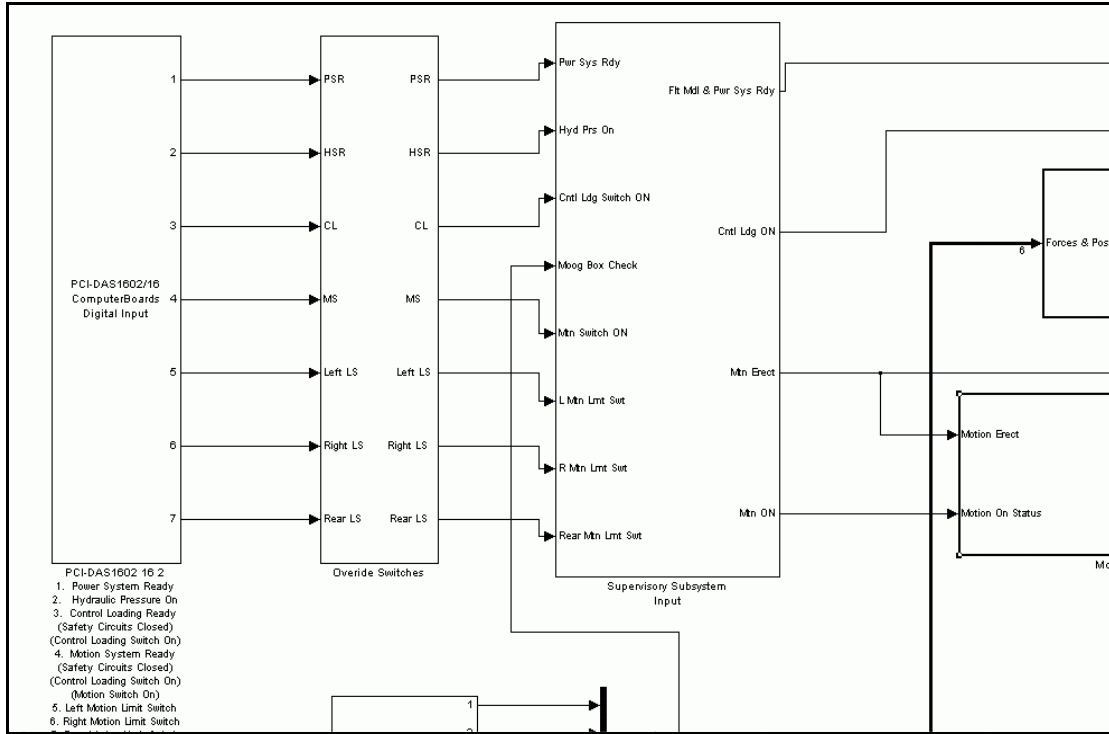 1
2
3
4
5
6
7
PCI-DAS1602/16
ComputerBoards
Digital Input
PCI-DAS1602 16 2
1. Power System Ready
2. Hydraulic Pressure On
3. Control Loading Ready
(Safety Circuits Closed)
(Control Loading Switch On)
4. Motion System Ready
(Safety Circuits Closed)
(Control Loading Switch On)
(Motion Switch On)
5. Left Motion Limit Switch
6. Right Motion Limit Switch
PSR PSR
HSR HSR
CL CL
MS MS
Left LS Left LS
Right LS Right LS
Rear LS Rear LS
Overide Switches
Pwr Sys Rdy
Flt Mdl & Pwr Sys Rdy
Hyd Prs On
Cntl Ldg Switch ON
Cntl Ldg ON
Moog Box Check
Mtn Switch ON
Mtn Erect
L Mtn Lmt Swt
R Mtn Lmt Swt
Mtn ON
Rear Mtn Lmt Swt
Supervisory Subsystem
Input
6
Forces & Pos
Motion Erect
Motion On Status
Mo
1